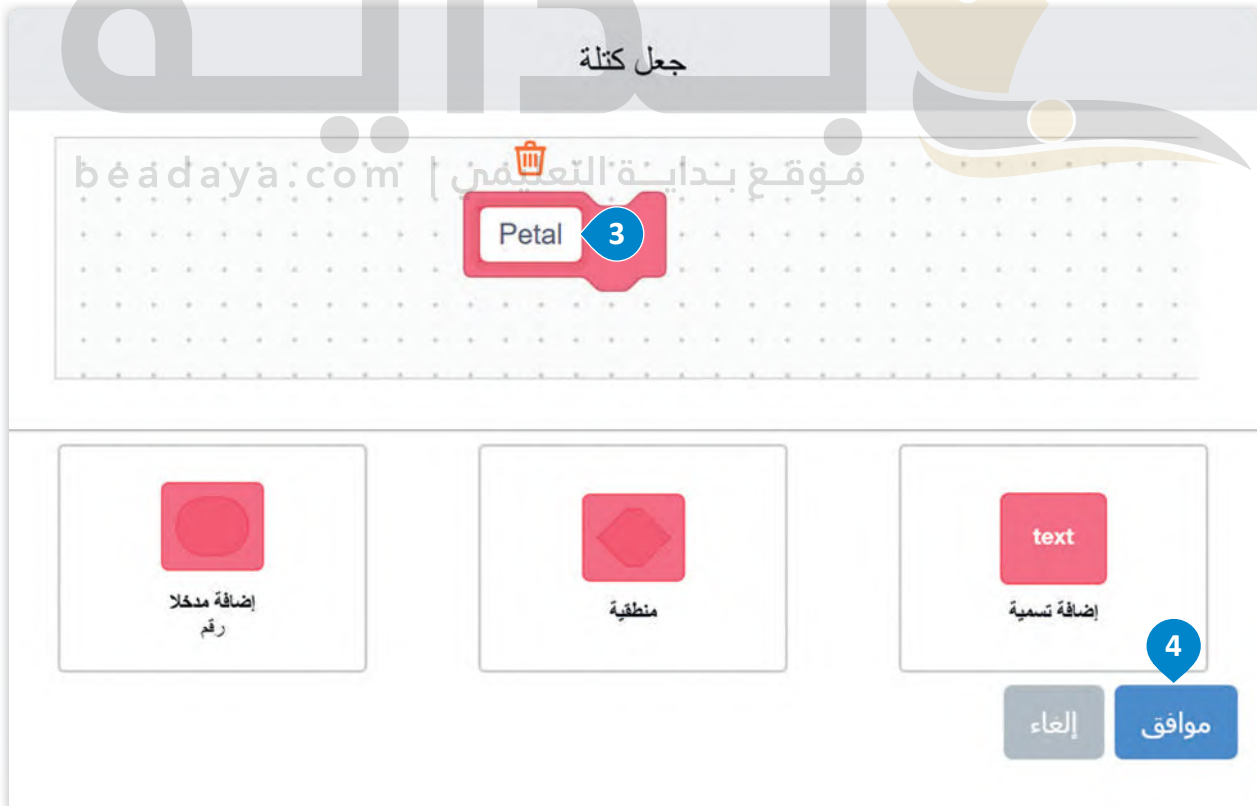 بداية
جعل كتلة
موقع بداية التعليمي | beadaya.com
Petal
3
text
إضافة تسمية
منطقية
إضافة مدخلا
رقم
4
موافق
إلغاء